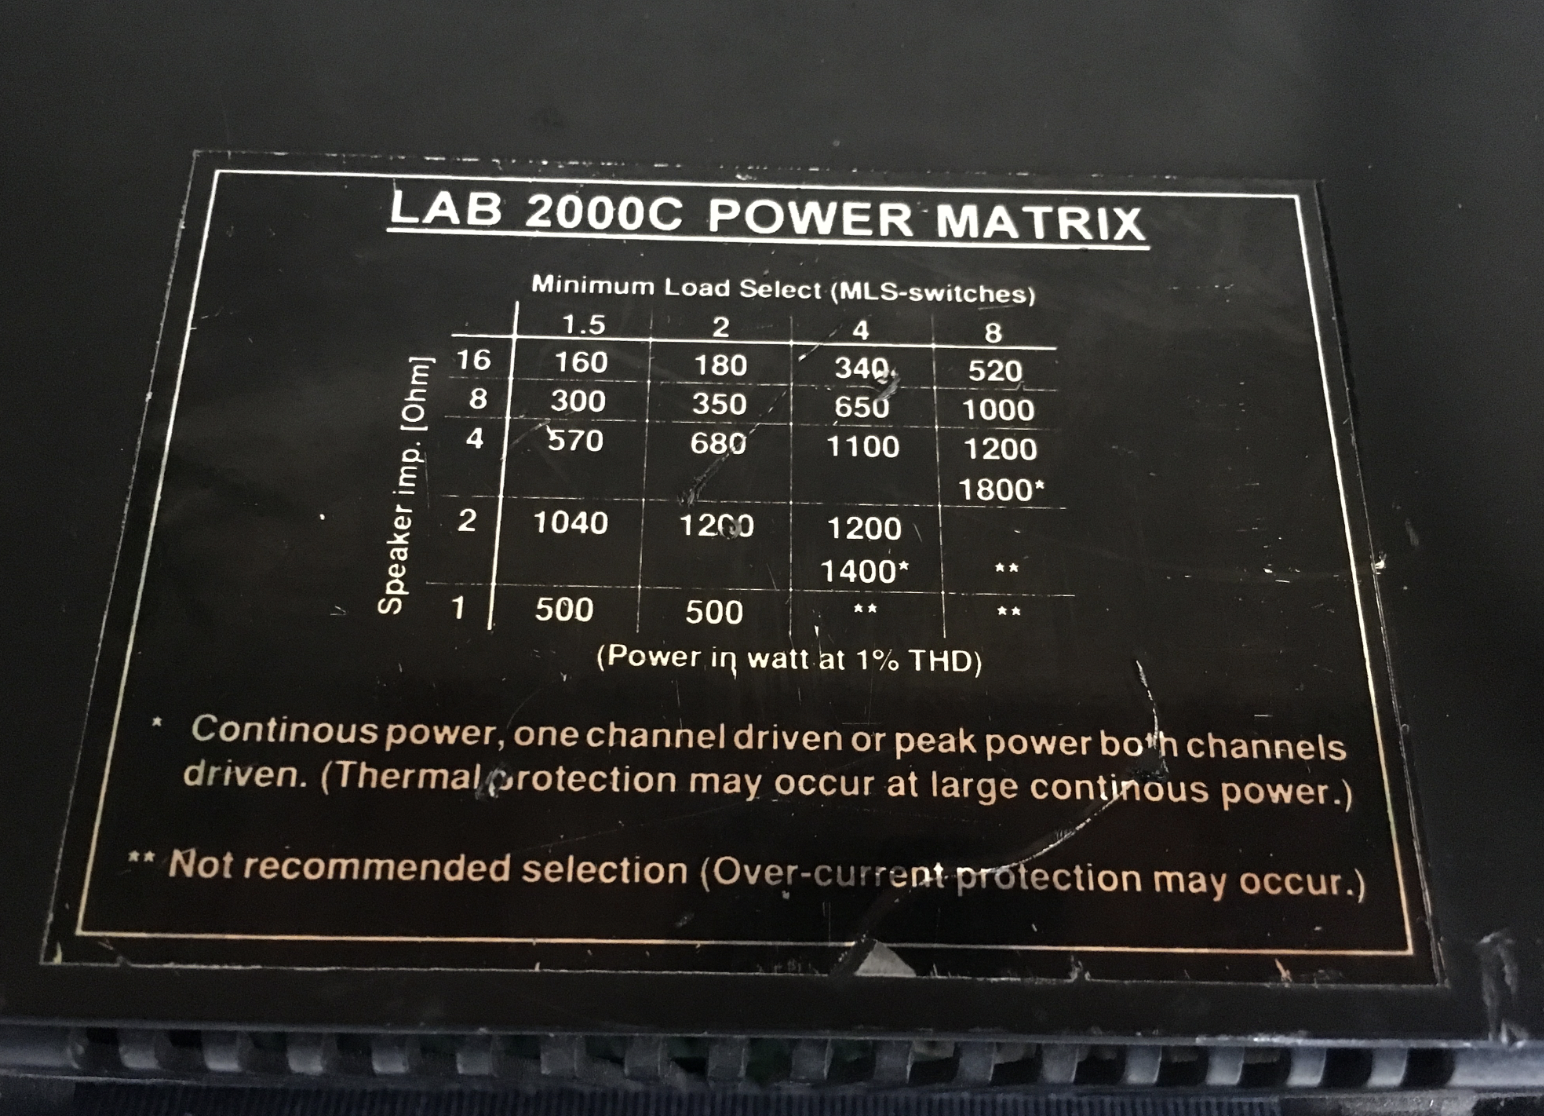 LAB 2000C POWER MATRIX
Minimum Load Select (MLS-switches)
1.5 2 4 8
Speaker imp. [Ohm]
16 160 180 340 520
8 300 350 650 1000
4 570 680 1100 1200
1800*
2 1040 1200 1200
1400* **
1 500 500 ** **
(Power in watt at 1% THD)
* Continous power, one channel driven or peak power both channels
driven. (Thermal protection may occur at large continous power.)
** Not recommended selection (Over-current protection may occur.)